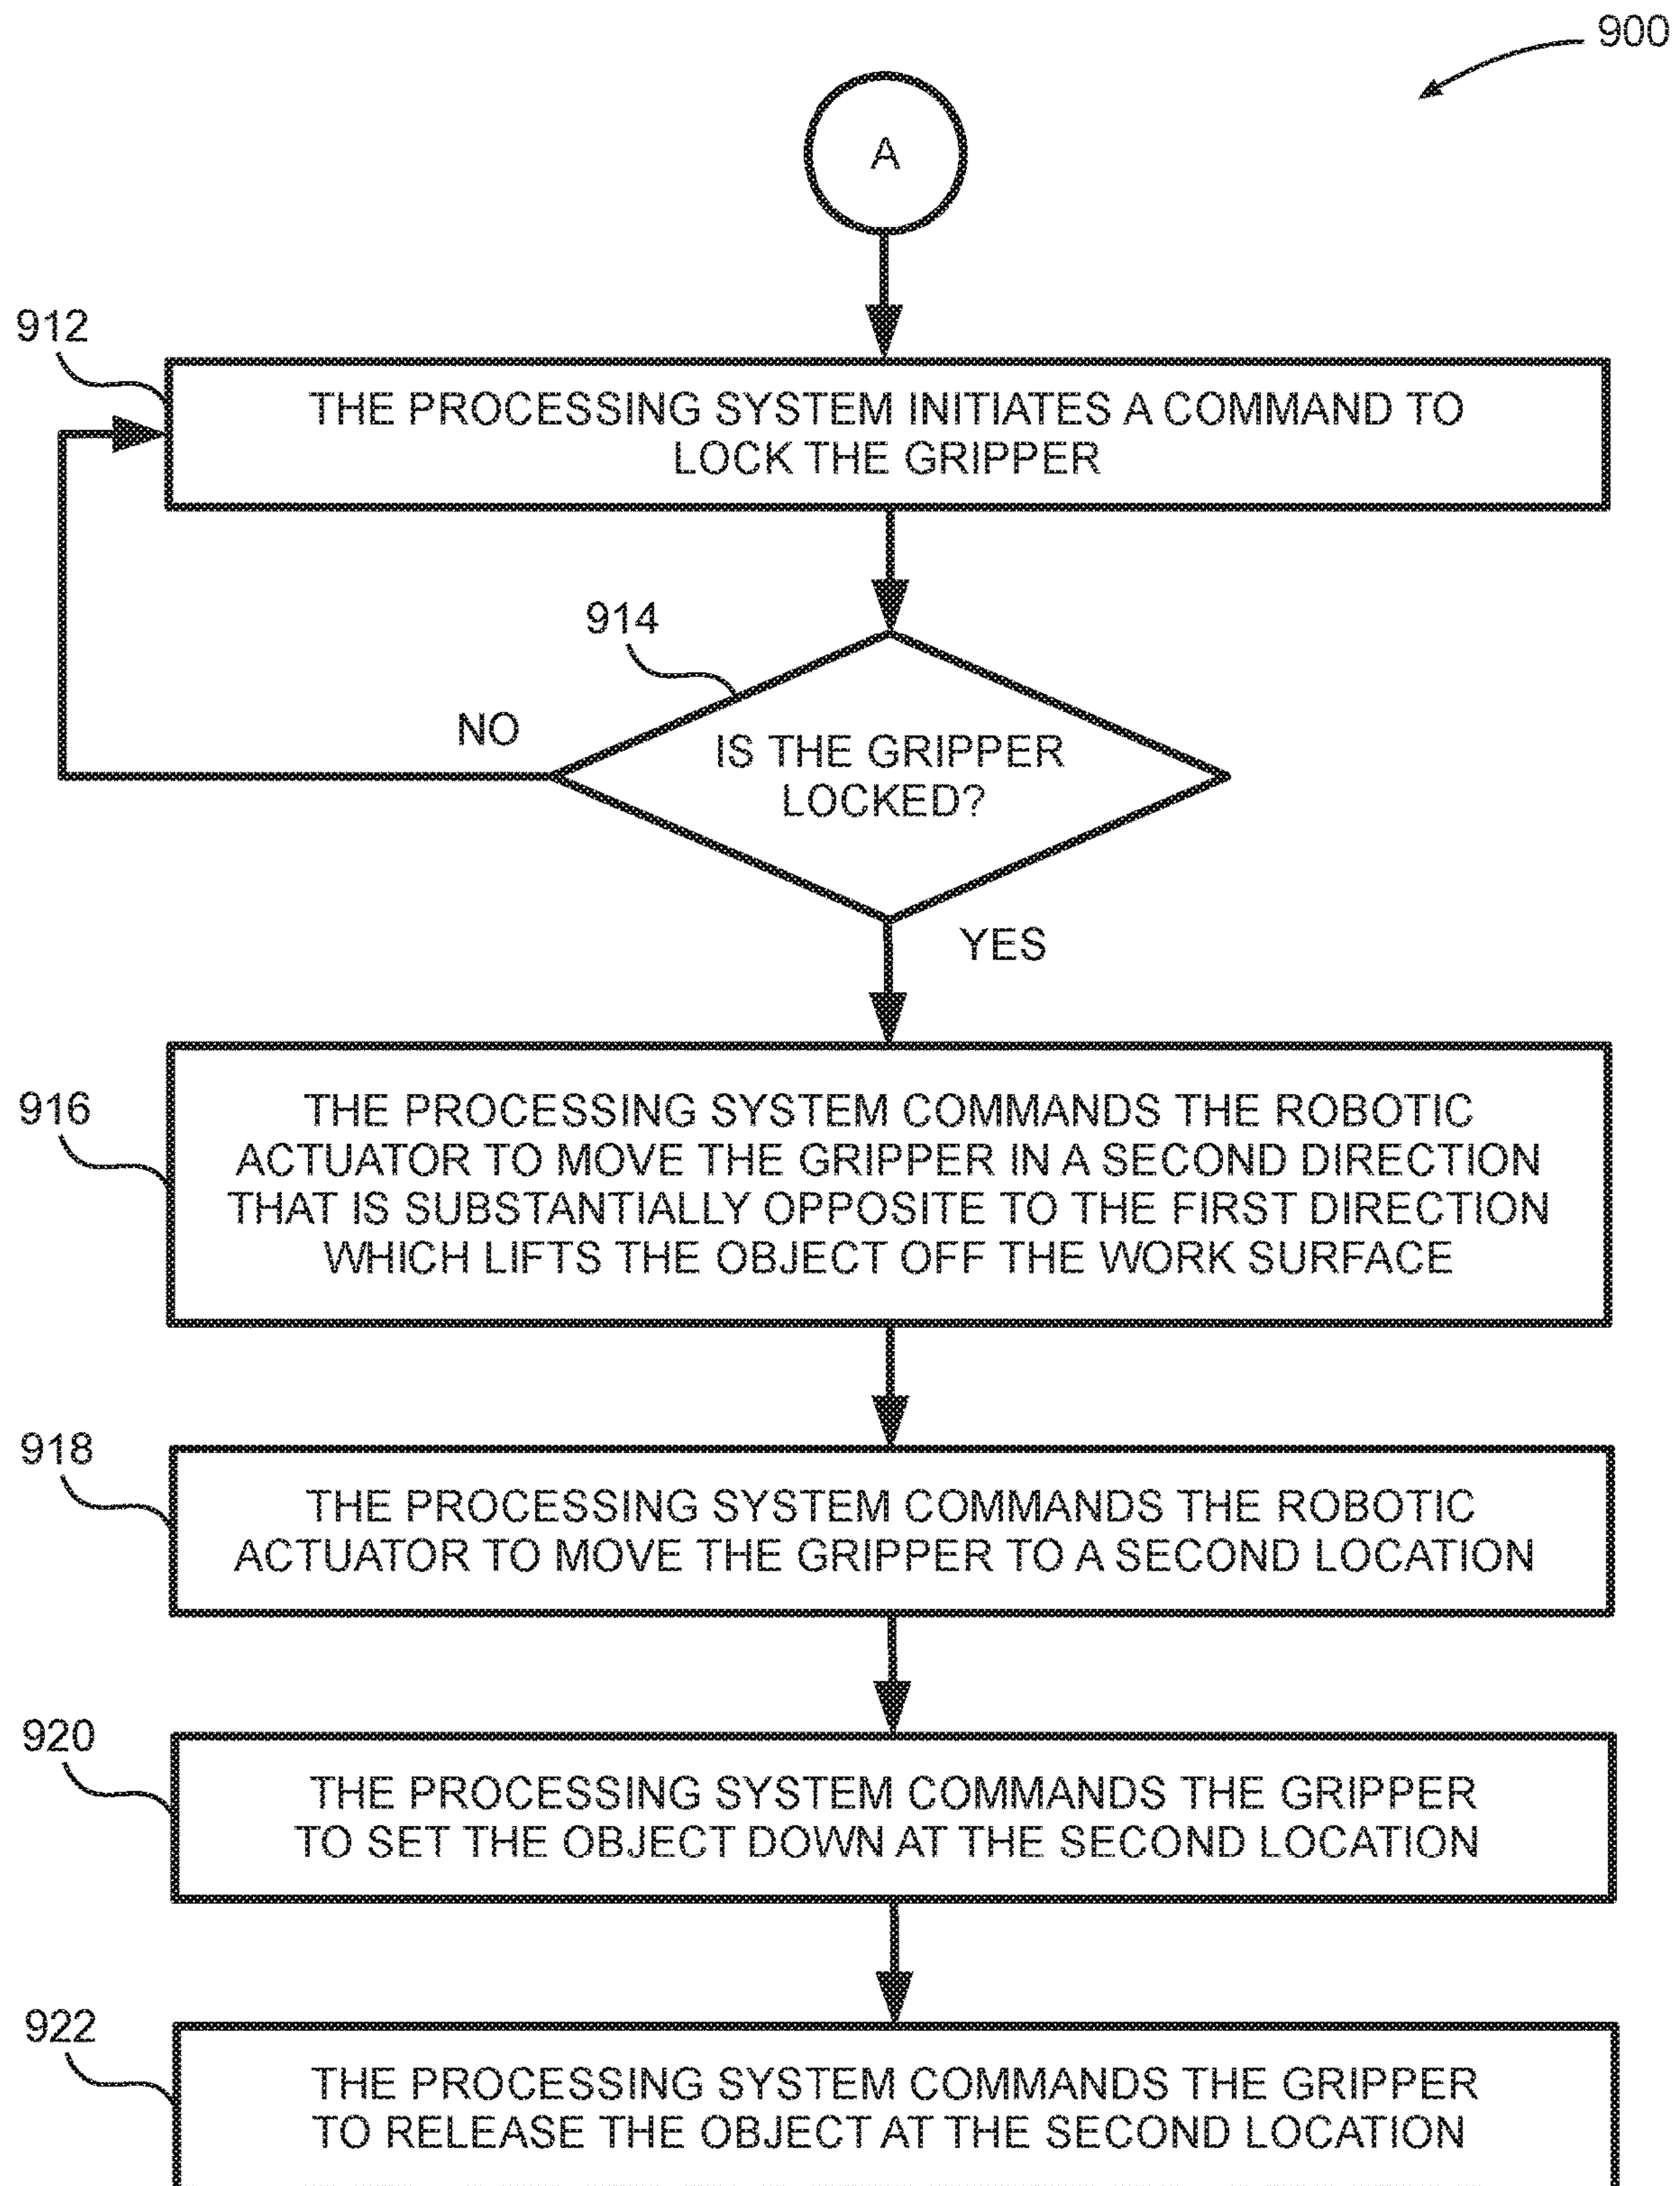 900
A
912
THE PROCESSING SYSTEM INITIATES A COMMAND TO
LOCK THE GRIPPER
914
NO
IS THE GRIPPER
LOCKED?
YES
916
THE PROCESSING SYSTEM COMMANDS THE ROBOTIC
ACTUATOR TO MOVE THE GRIPPER IN A SECOND DIRECTION
THAT IS SUBSTANTIALLY OPPOSITE TO THE FIRST DIRECTION
WHICH LIFTS THE OBJECT OFF THE WORK SURFACE
918
THE PROCESSING SYSTEM COMMANDS THE ROBOTIC
ACTUATOR TO MOVE THE GRIPPER TO A SECOND LOCATION
920
THE PROCESSING SYSTEM COMMANDS THE GRIPPER
TO SET THE OBJECT DOWN AT THE SECOND LOCATION
922
THE PROCESSING SYSTEM COMMANDS THE GRIPPER
TO RELEASE THE OBJECT AT THE SECOND LOCATION